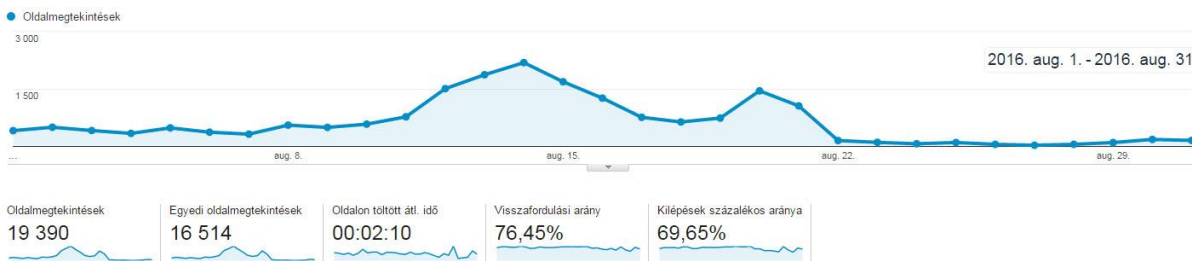 Oldalmegtekintések
3 000
2016. aug. 1. - 2016. aug. 31
1 500
...
aug. 8.
aug. 15.
aug. 22.
aug. 29.
Oldalmegtekintések
19 390
Egyedi oldalmegtekintések
16 514
Oldalon töltött átl. idő
00:02:10
Visszafordulási arány
76,45%
Kilépések százalékos aránya
69,65%